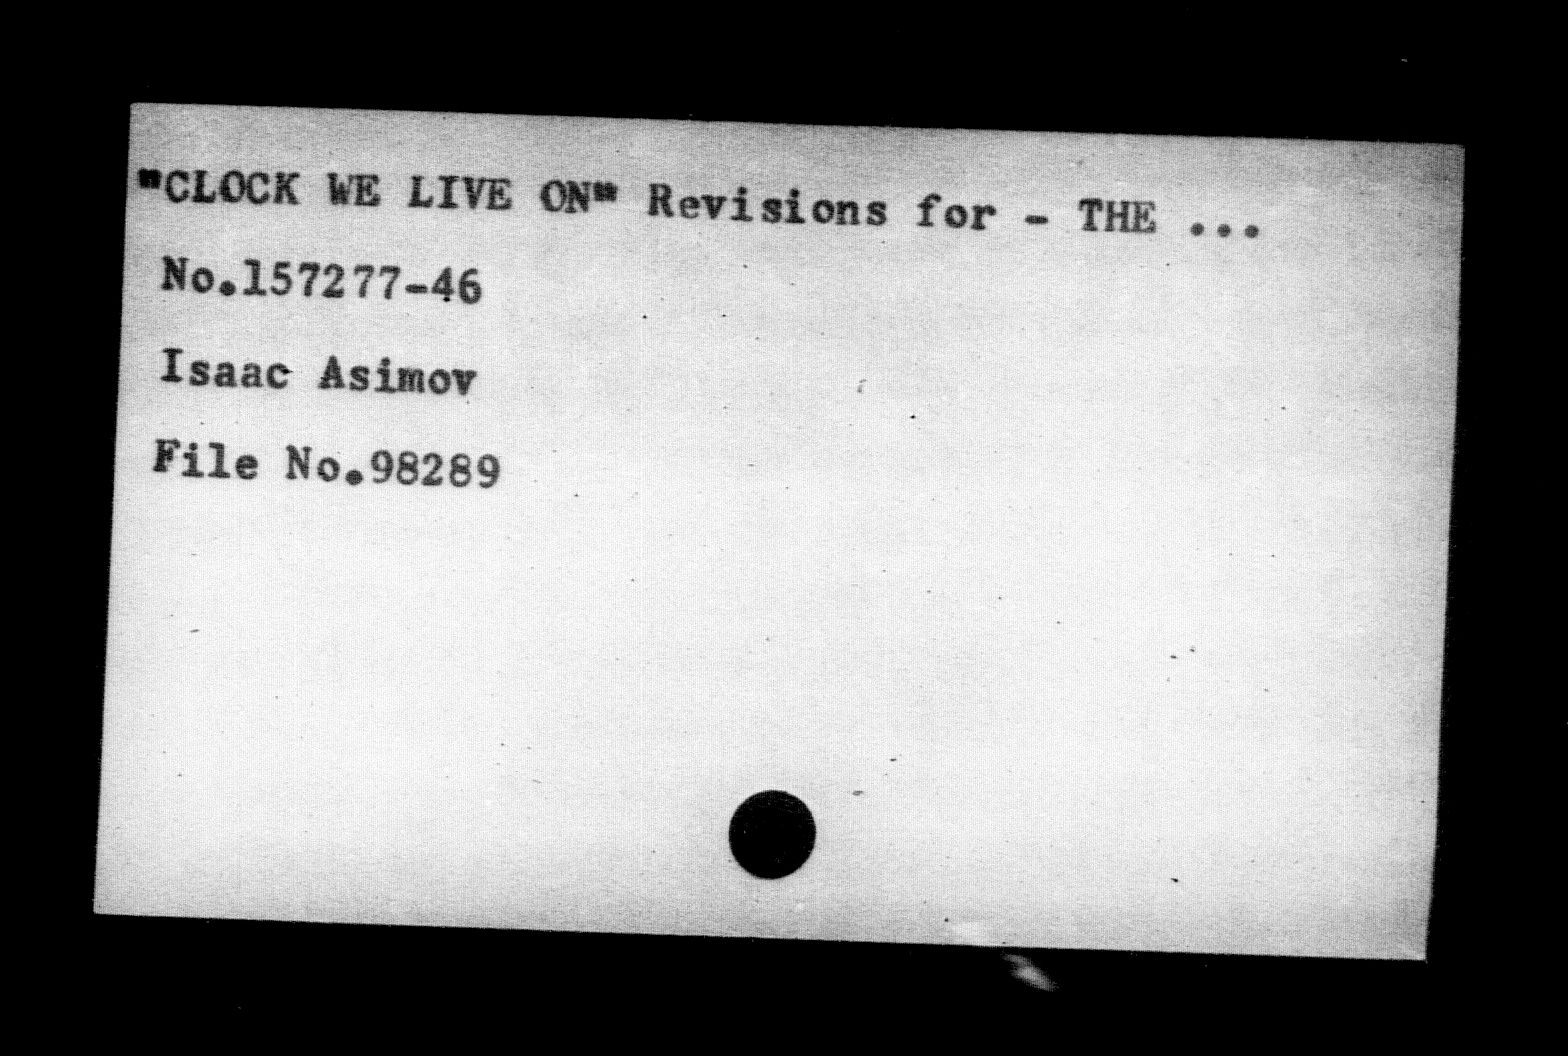 "CLOCK WE LIVE ON" Revisions for - THE ...
No.157277-46
Isaac Asimov
File No.98289